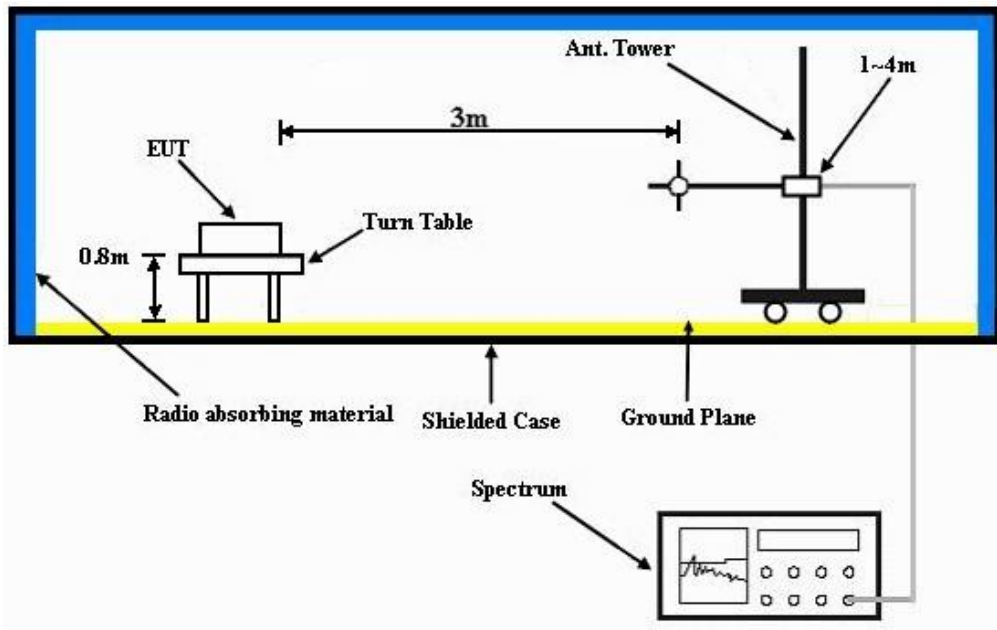 Ant. Tower
1~4m
3m
EUT
Turn Table
0.8m
Radio absorbing material
Shielded Case
Ground Plane
Spectrum